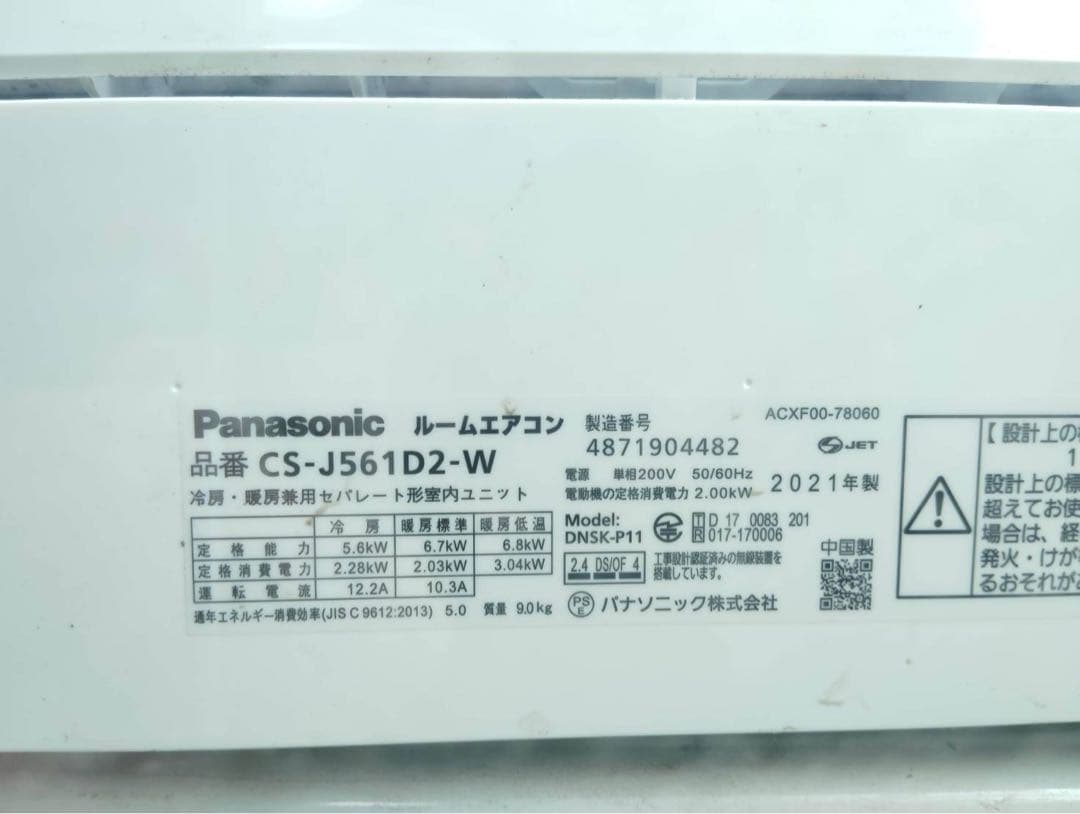 Panasonic ルームエアコン
品番 CS-J561D2-W
冷房・暖房兼用セパレート形室内ユニット
冷房 暖房標準 暖房低温
定格能力 5.6kW 6.7kW 6.8kW
定格消費電力 2.28kW 2.03kW 3.04kW
運転電流 12.2A 10.3A
通年エネルギー消費効率(JIS C 9612:2013) 5.0 質量 9.0kg
製造番号
4871904482
電源 単相200V 50/60Hz
電動機の定格消費電力 2.00kW
2021年製
ACXF00-78060
JET
Model:
DNSK-P11
T D 17 0083 201
R 017-170006
2.4 DS/OF 4
工事設計認証済みの無線装置を
搭載しています。
PSE パナソニック株式会社
中国製
【設計上の
1
設計上の標
超えてお使
場合は、経
発火・けが
るおそれが